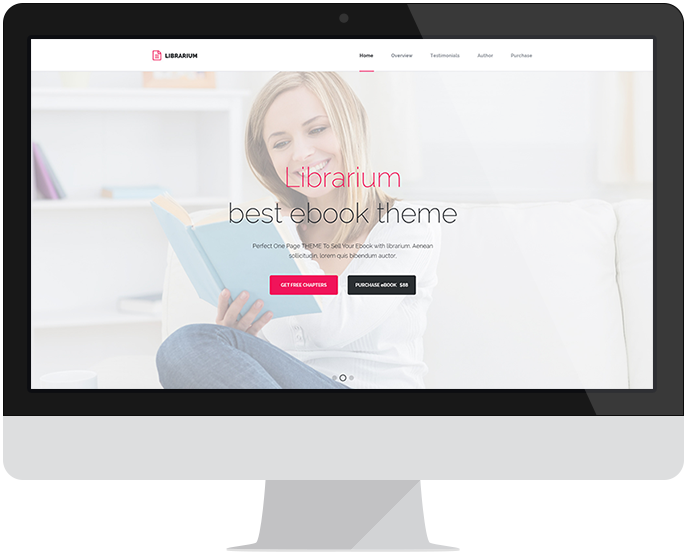 LIBRARIUM
Home Overview Testimonials Author Purchase
Librarium
best ebook theme
Perfect One Page THEME To Sell Your Ebook with librarium. Aenean
sollicitudin, lorem quis bibendum auctor.
GET FREE CHAPTERS PURCHASE eBOOK $88